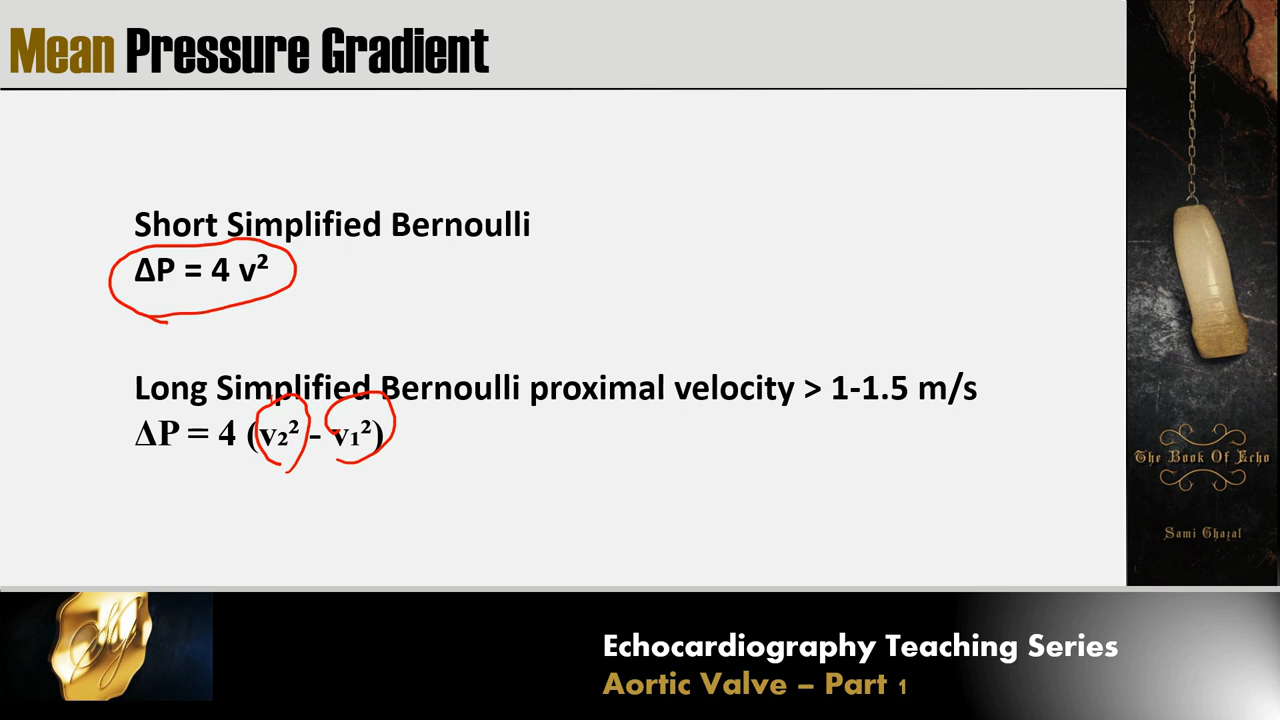 Mean Pressure Gradient
Short Simplified Bernoulli
ΔP = 4 v²
Long Simplified Bernoulli proximal velocity > 1-1.5 m/s
ΔP = 4 (v₂² - v₁²)
The Book Of Echo
Sami Ghazal
Echocardiography Teaching Series
Aortic Valve – Part 1